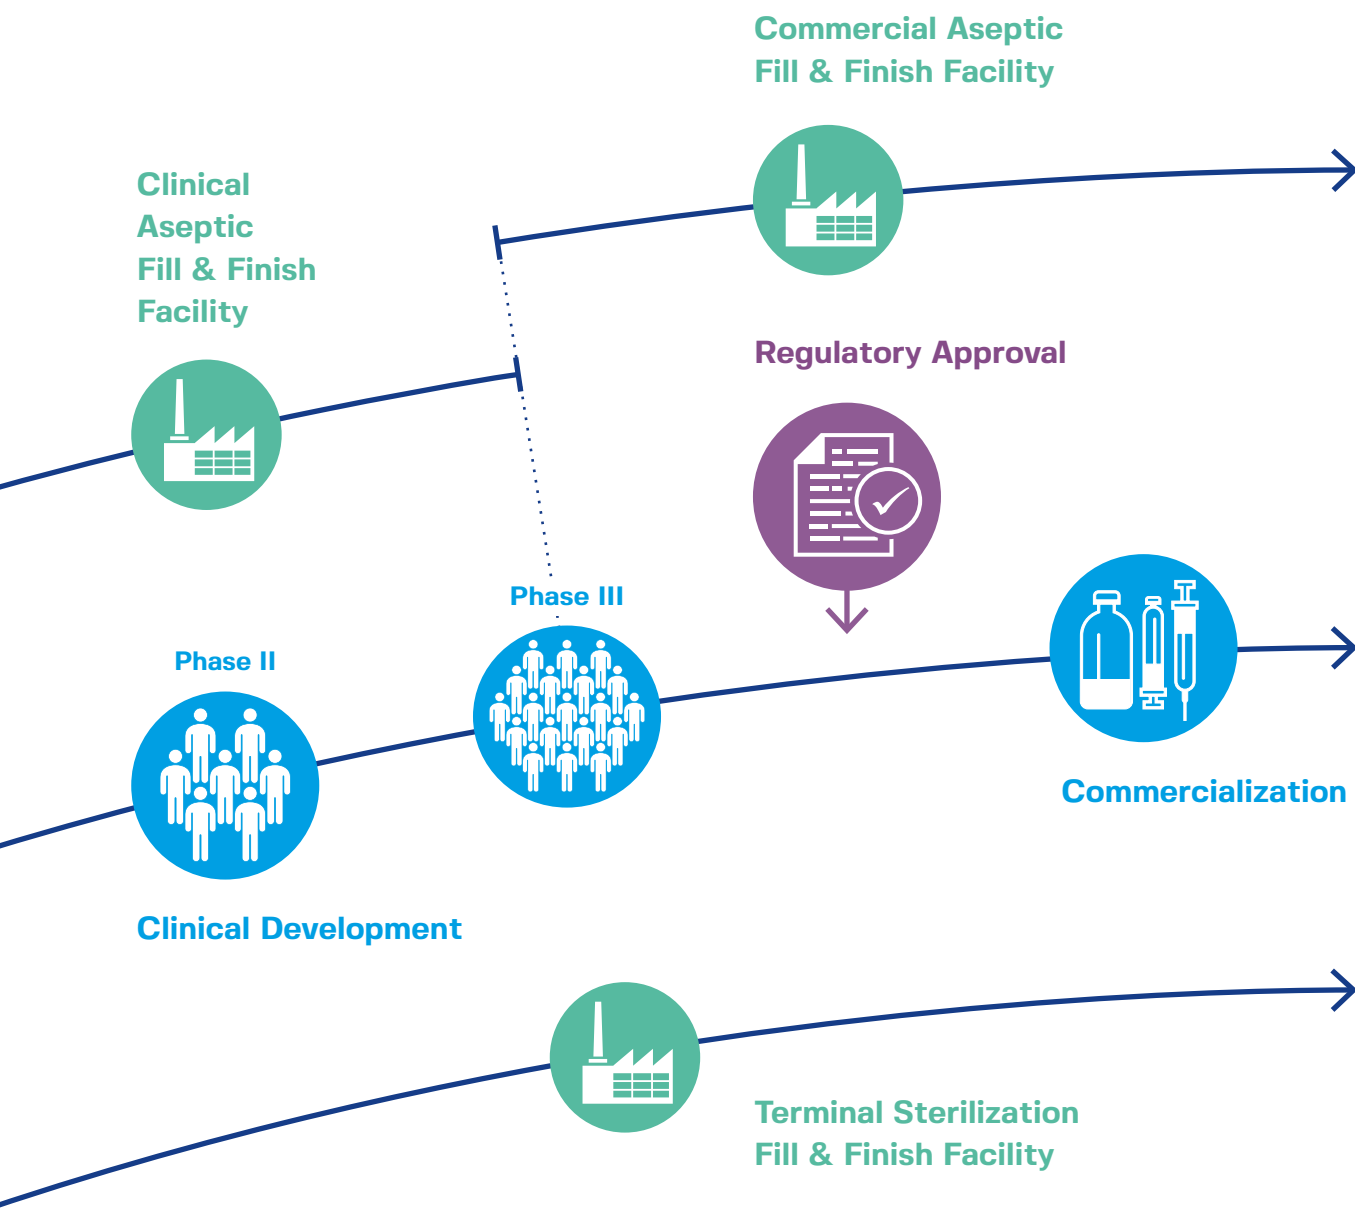 Commercial Aseptic
Fill & Finish Facility
Clinical
Aseptic
Fill & Finish
Facility
Regulatory Approval
Phase III
Phase II
Commercialization
Clinical Development
Terminal Sterilization
Fill & Finish Facility